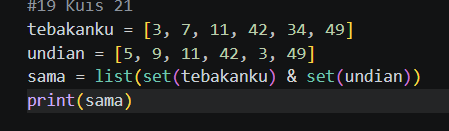 #19 Kuis 21
tebakanku = [3, 7, 11, 42, 34, 49]
undian = [5, 9, 11, 42, 3, 49]
sama = list(set(tebakanku) & set(undian))
print(sama)